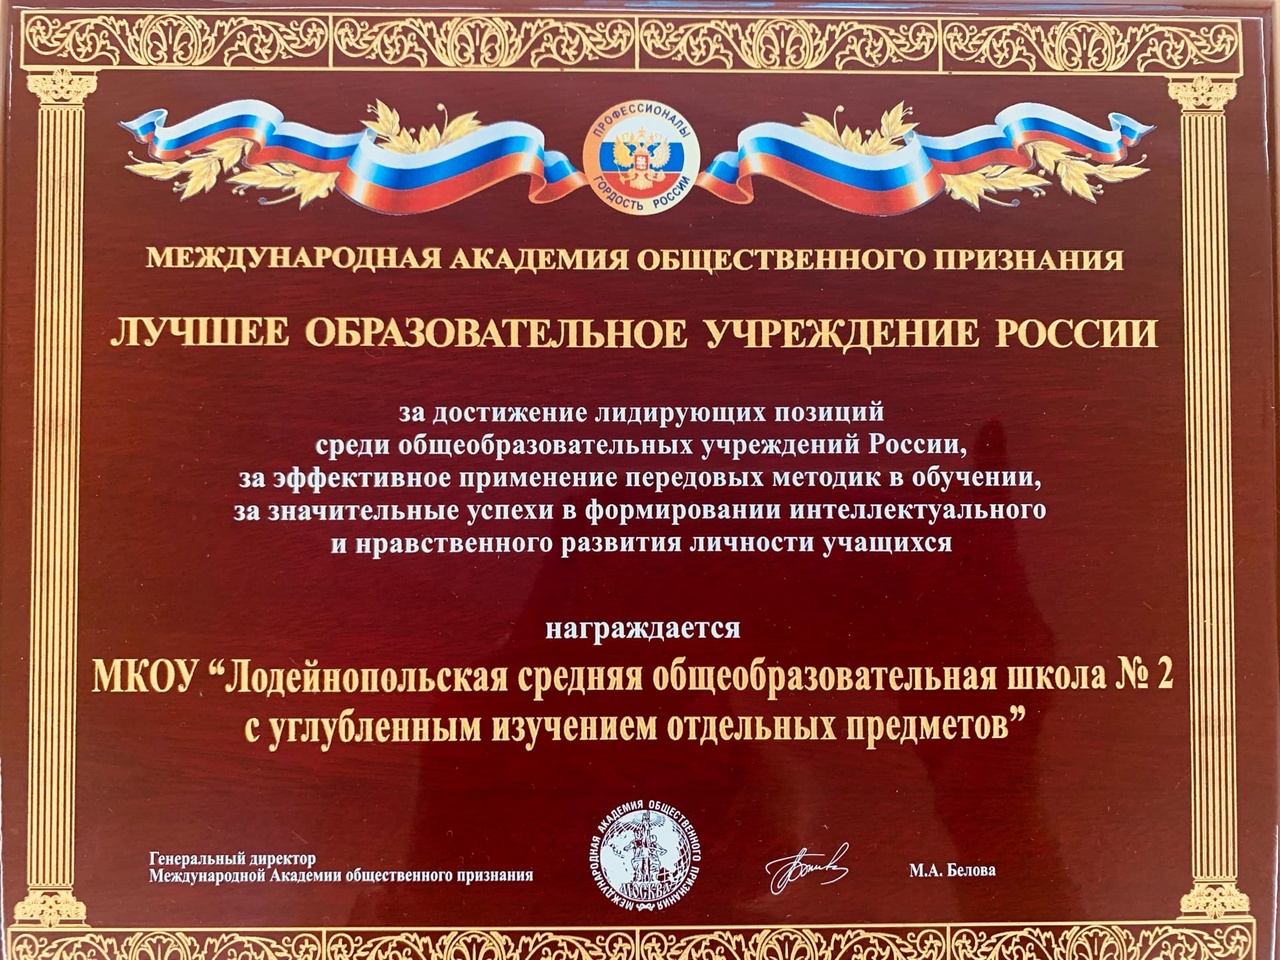 ПРОФЕССИОНАЛЫ
ГОРДОСТЬ РОССИИ
МЕЖДУНАРОДНАЯ АКАДЕМИЯ ОБЩЕСТВЕННОГО ПРИЗНАНИЯ
ЛУЧШЕЕ ОБРАЗОВАТЕЛЬНОЕ УЧРЕЖДЕНИЕ РОССИИ
за достижение лидирующих позиций
среди общеобразовательных учреждений России,
за эффективное применение передовых методик в обучении,
за значительные успехи в формировании интеллектуального
и нравственного развития личности учащихся
награждается
МКОУ “Лодейнопольская средняя общеобразовательная школа № 2
с углубленным изучением отдельных предметов”
Генеральный директор
Международной Академии общественного признания
МЕЖДУНАРОДНАЯ АКАДЕМИЯ ОБЩЕСТВЕННОГО ПРИЗНАНИЯ
МОСКВА
М.А. Белова